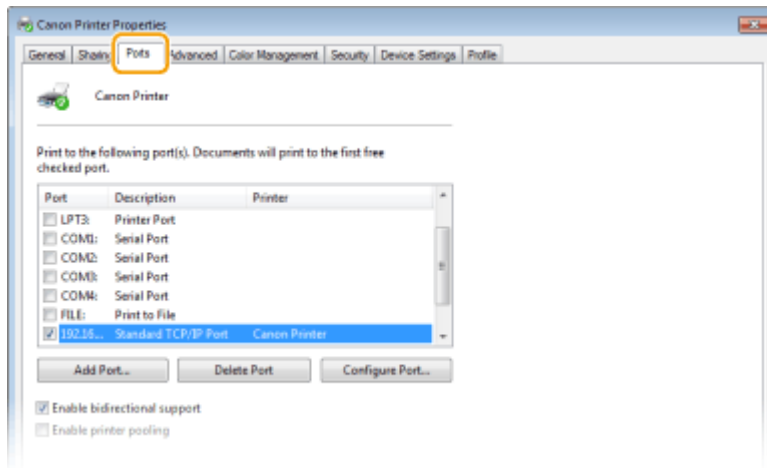 Canon Printer Properties
General Sharing Ports Advanced Color Management Security Device Settings Profile
Canon Printer
Print to the following port(s). Documents will print to the first free
checked port.
Port Description Printer
LPT3: Printer Port
COM1: Serial Port
COM2: Serial Port
COM3: Serial Port
COM4: Serial Port
FILE: Print to File
192.16... Standard TCP/IP Port Canon Printer
Add Port... Delete Port Configure Port...
Enable bidirectional support
Enable printer pooling